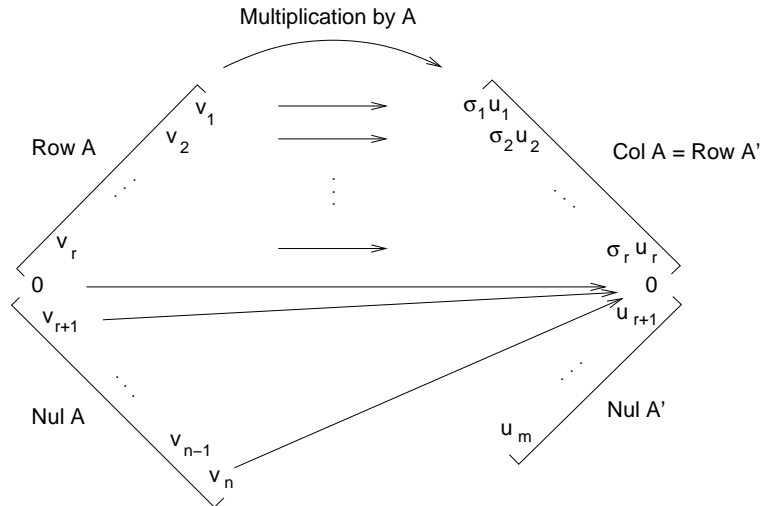 Multiplication by A
v1 σ1u1
v2 σ2u2
Row A Col A = Row A'
. . . . . . . . .
vr σr ur
0 0
vr+1 ur+1
. . . . . .
Nul A Nul A'
um
vn−1
vn